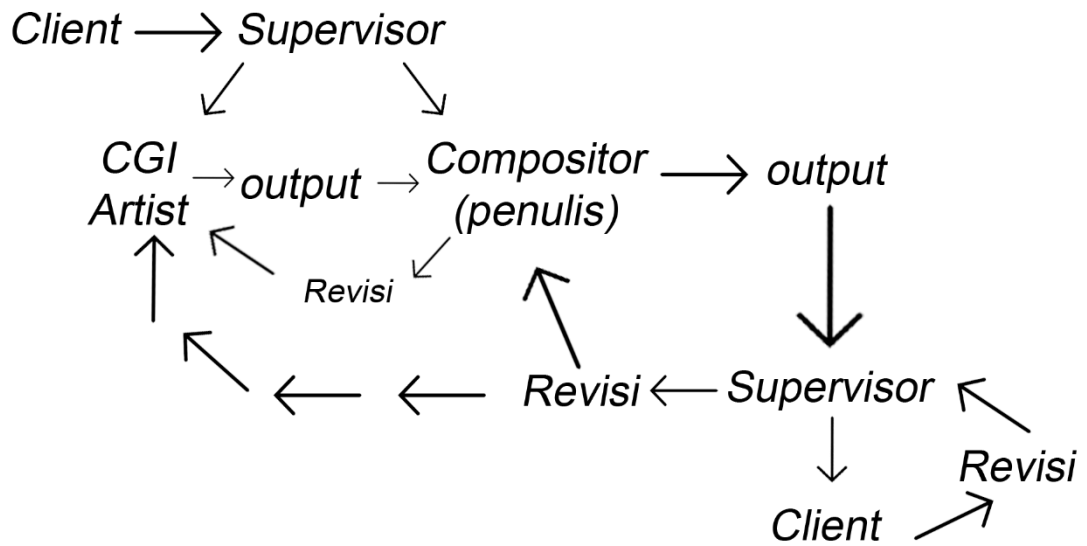 Client Supervisor
CGI
Artist
output
Compositor
(penulis)
output
Revisi
Revisi
Supervisor
Revisi
Client